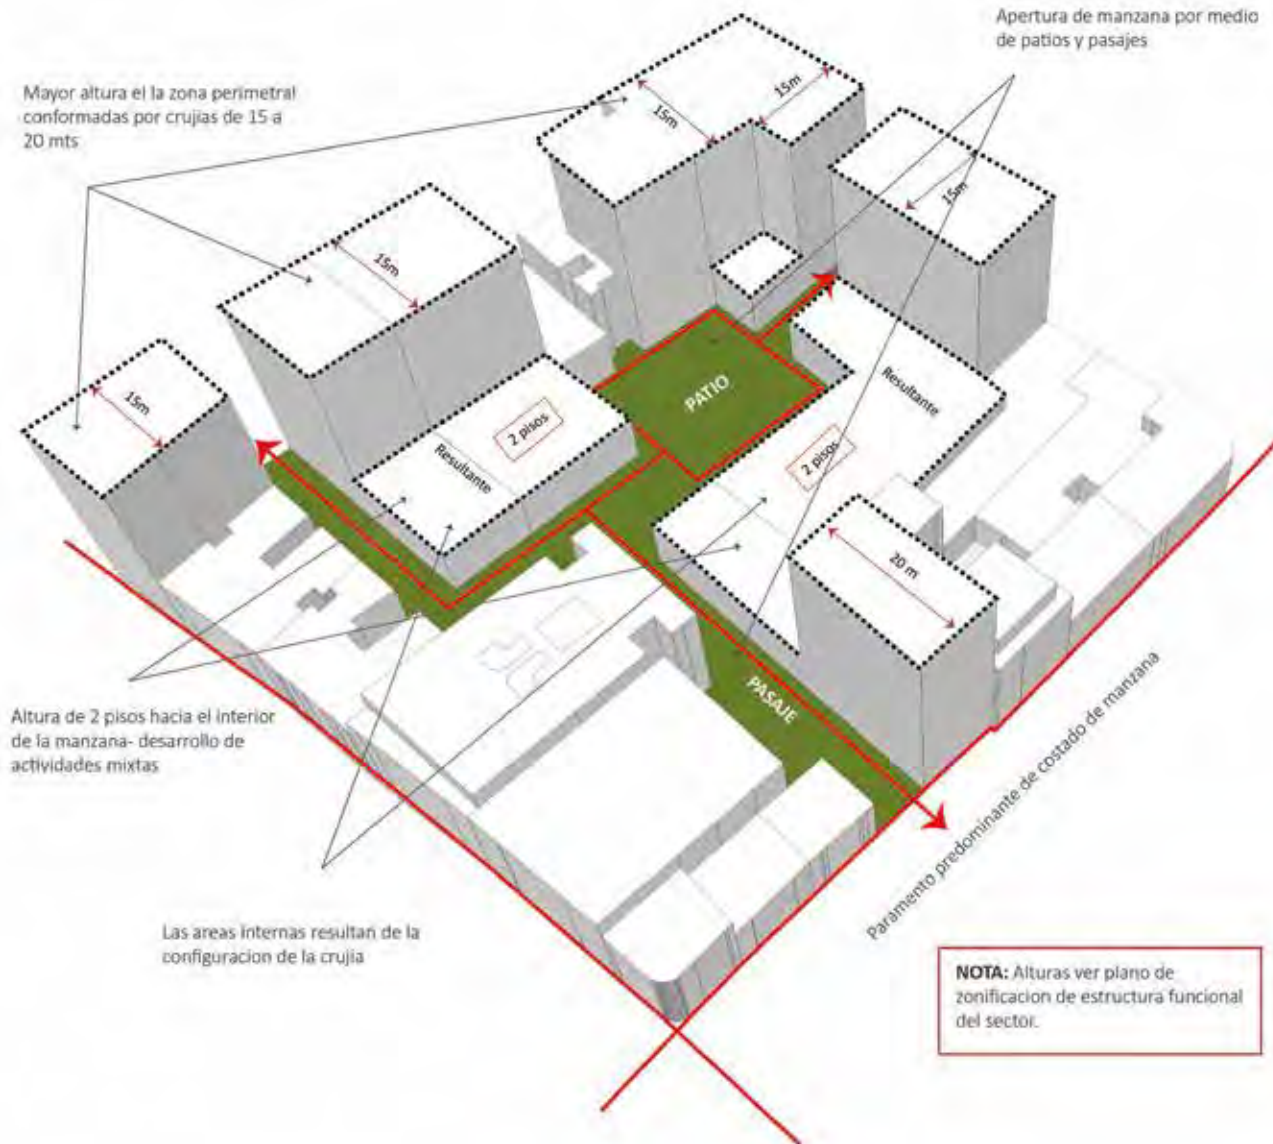 Apertura de manzana por medio
de patios y pasajes
Mayor altura el la zona perimetral
conformadas por crujias de 15 a
20 mts
15m
15m
15m
15m
15m
PATIO
Resultante
2 pisos
Resultante
2 pisos
20 m
PASAJE
Altura de 2 pisos hacia el interior
de la manzana- desarrollo de
actividades mixtas
Paramento predominante de costado de manzana
Las areas internas resultan de la
configuracion de la crujia
NOTA: Alturas ver plano de
zonificacion de estructura funcional
del sector.